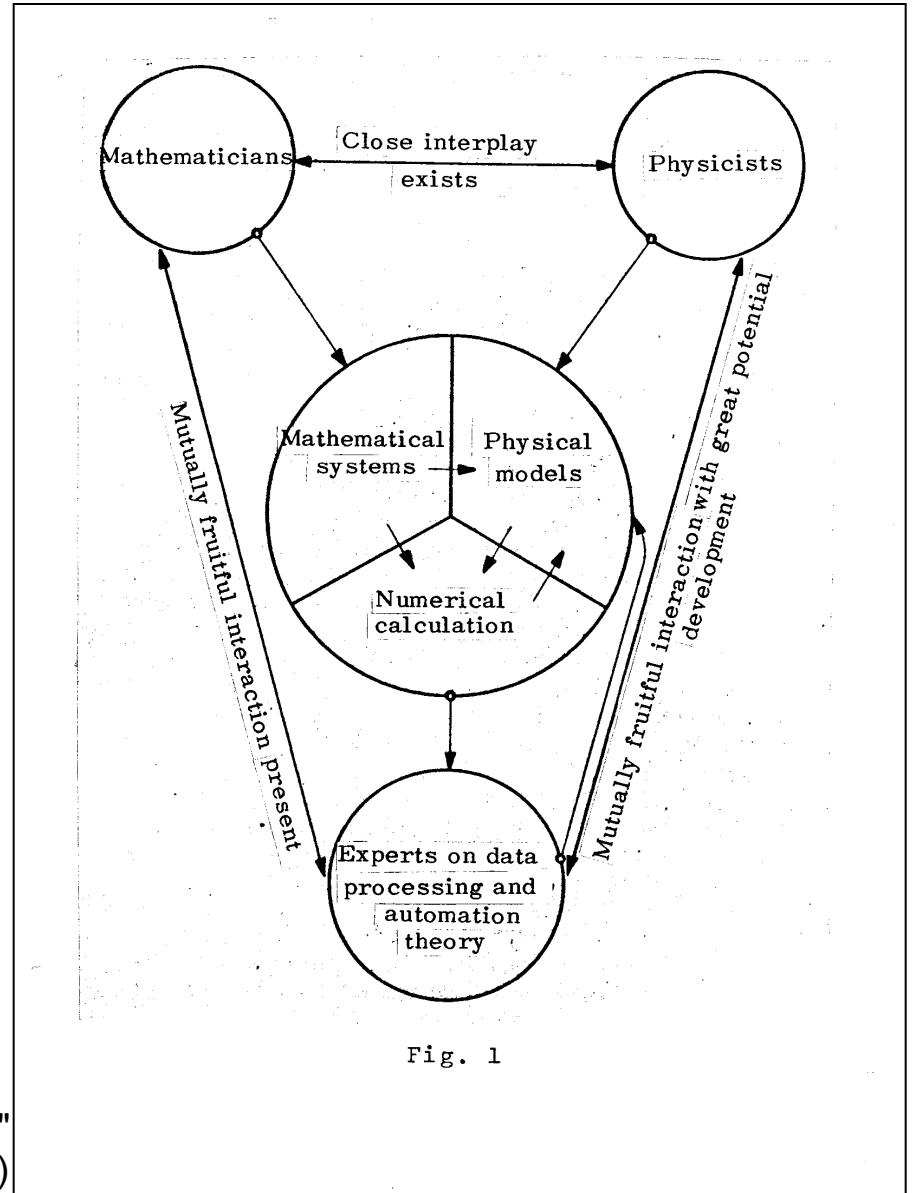 Mathematicians
Close interplay
exists
Physicists
Mathematical
systems
Physical
models
Numerical
calculation
Mutually fruitful interaction present
Mutually fruitful interaction with great potential
development
Experts on data
processing and
automation
theory
Fig. 1
"
)